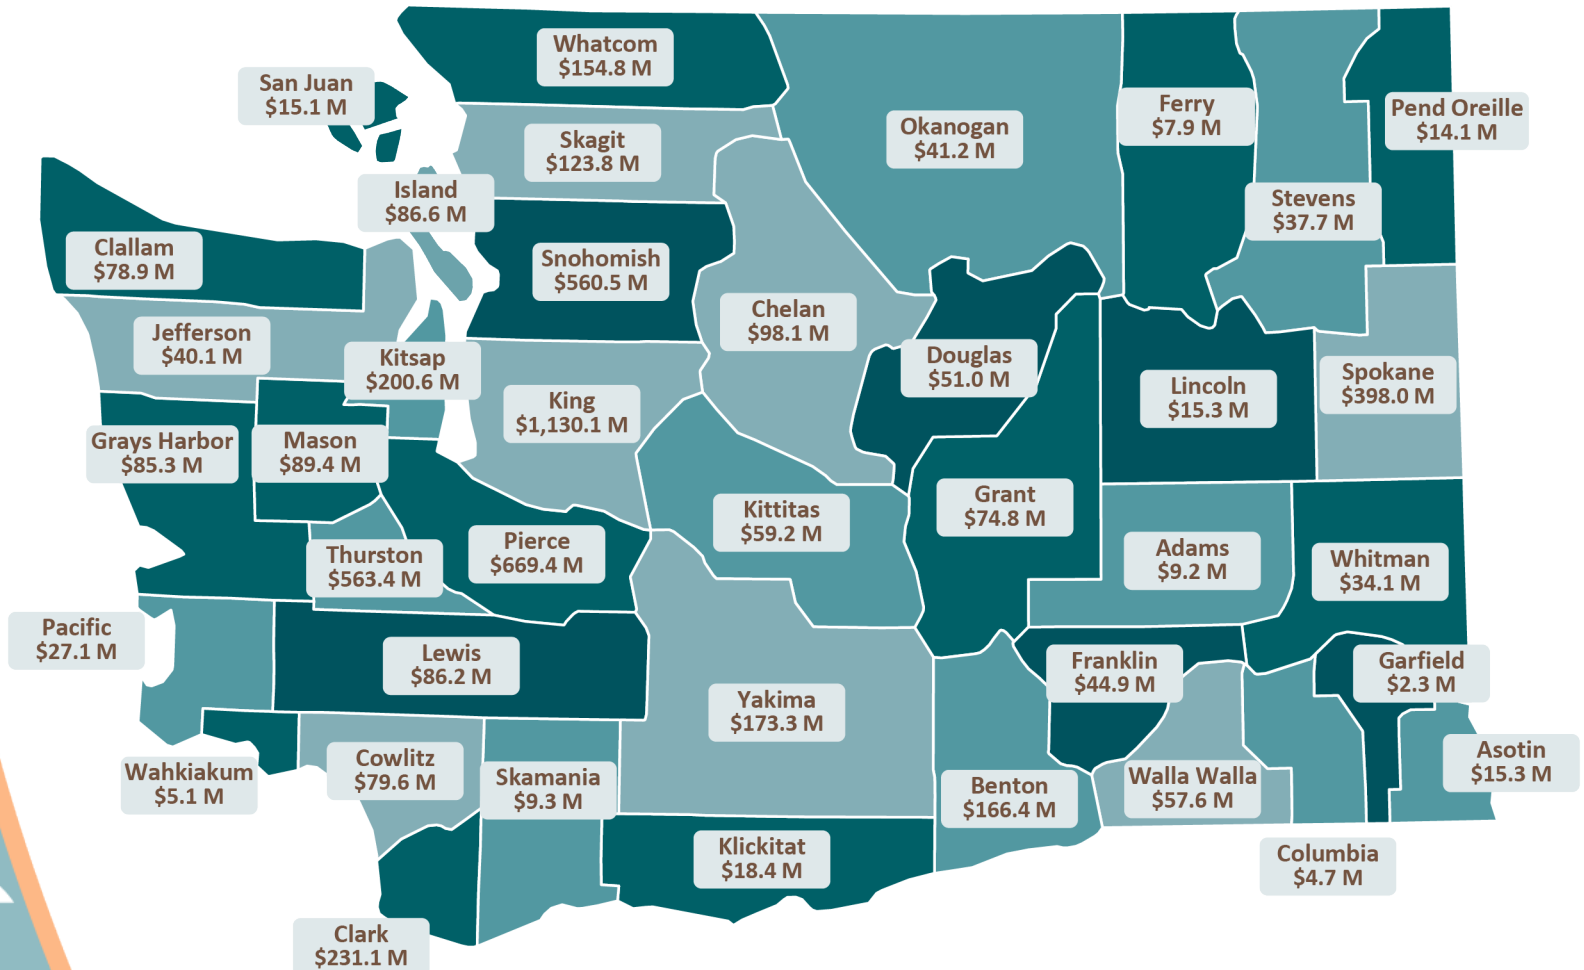 Whatcom
$154.8 M
San Juan
$15.1 M
Skagit
$123.8 M
Okanogan
$41.2 M
Ferry
$7.9 M
Pend Oreille
$14.1 M
Stevens
$37.7 M
Island
$86.6 M
Clallam
$78.9 M
Snohomish
$560.5 M
Chelan
$98.1 M
Jefferson
$40.1 M
Kitsap
$200.6 M
Douglas
$51.0 M
Lincoln
$15.3 M
Spokane
$398.0 M
King
$1,130.1 M
Grays Harbor
$85.3 M
Mason
$89.4 M
Grant
$74.8 M
Kittitas
$59.2 M
Pierce
$669.4 M
Thurston
$563.4 M
Adams
$9.2 M
Whitman
$34.1 M
Pacific
$27.1 M
Lewis
$86.2 M
Franklin
$44.9 M
Garfield
$2.3 M
Yakima
$173.3 M
Asotin
$15.3 M
Wahkiakum
$5.1 M
Cowlitz
$79.6 M
Skamania
$9.3 M
Benton
$166.4 M
Walla Walla
$57.6 M
Klickitat
$18.4 M
Columbia
$4.7 M
Clark
$231.1 M